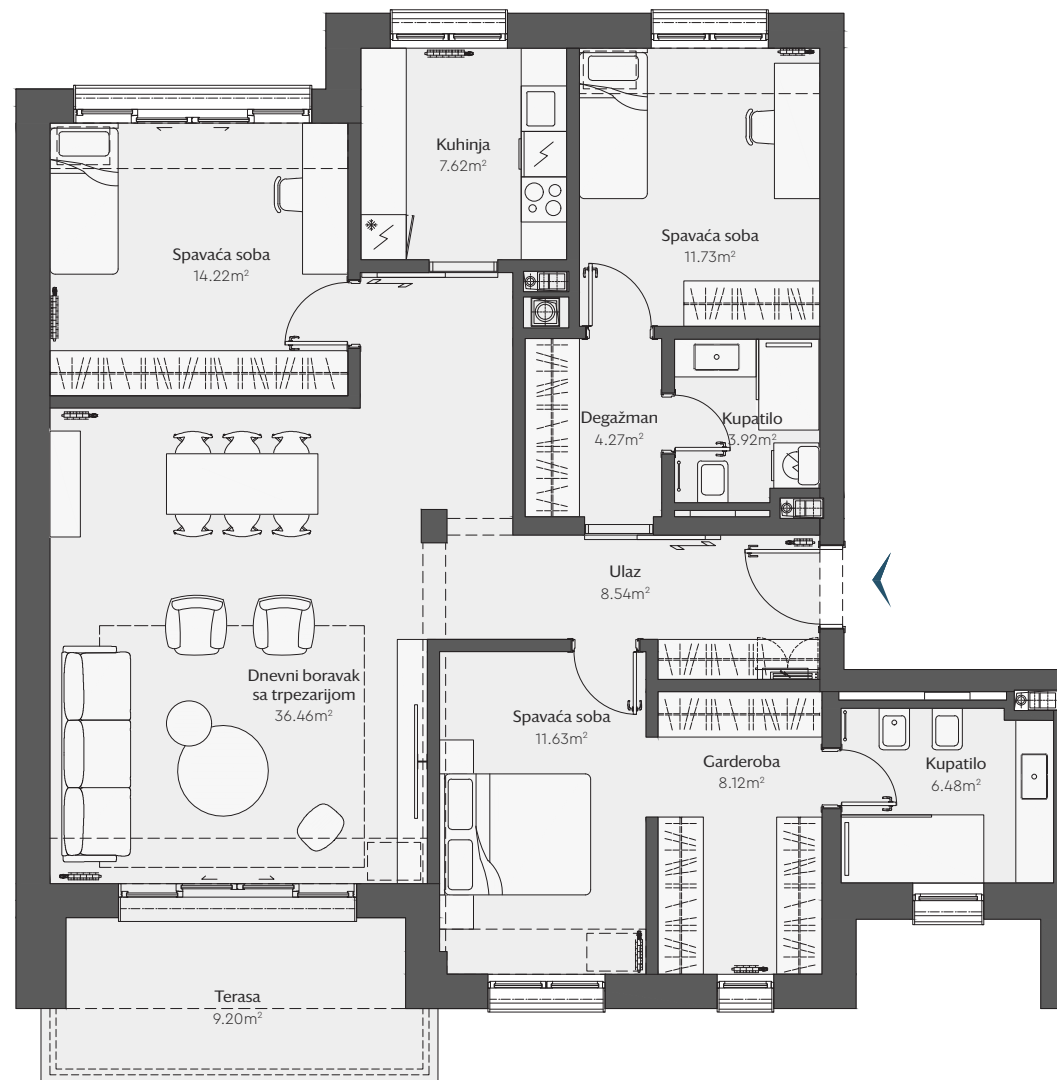 Kuhinja
7.62m²
Spavaća soba
11.73m²
Spavaća soba
14.22m²
Degažman
4.27m²
Kupatilo
3.92m²
Ulaz
8.54m²
Dnevni boravak
sa trpezarijom
36.46m²
Spavaća soba
11.63m²
Garderoba
8.12m²
Kupatilo
6.48m²
Terasa
9.20m²